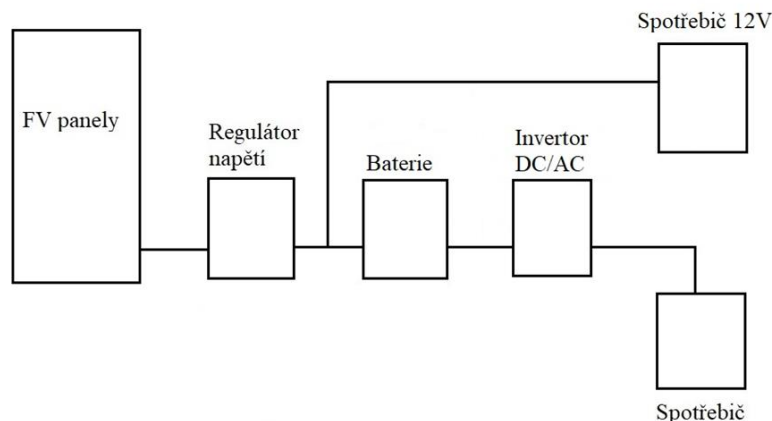 Spotřebič 12V
FV panely
Regulátor
napětí
Baterie
Invertor
DC/AC
Spotřebič